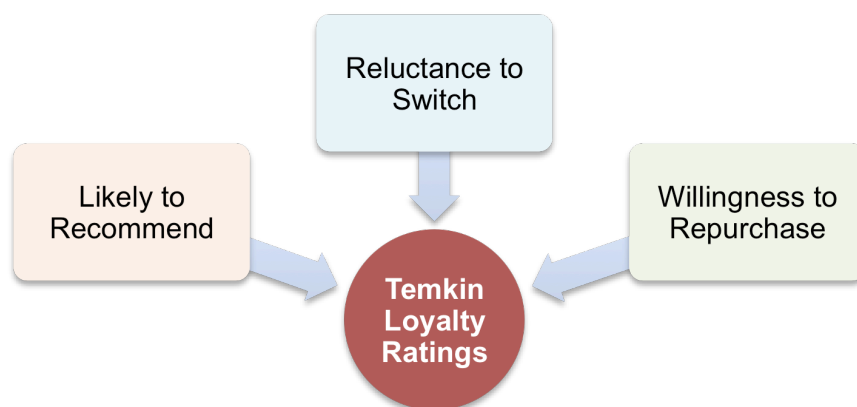 Reluctance to
Switch
Likely to
Recommend
Willingness to
Repurchase
Temkin
Loyalty
Ratings